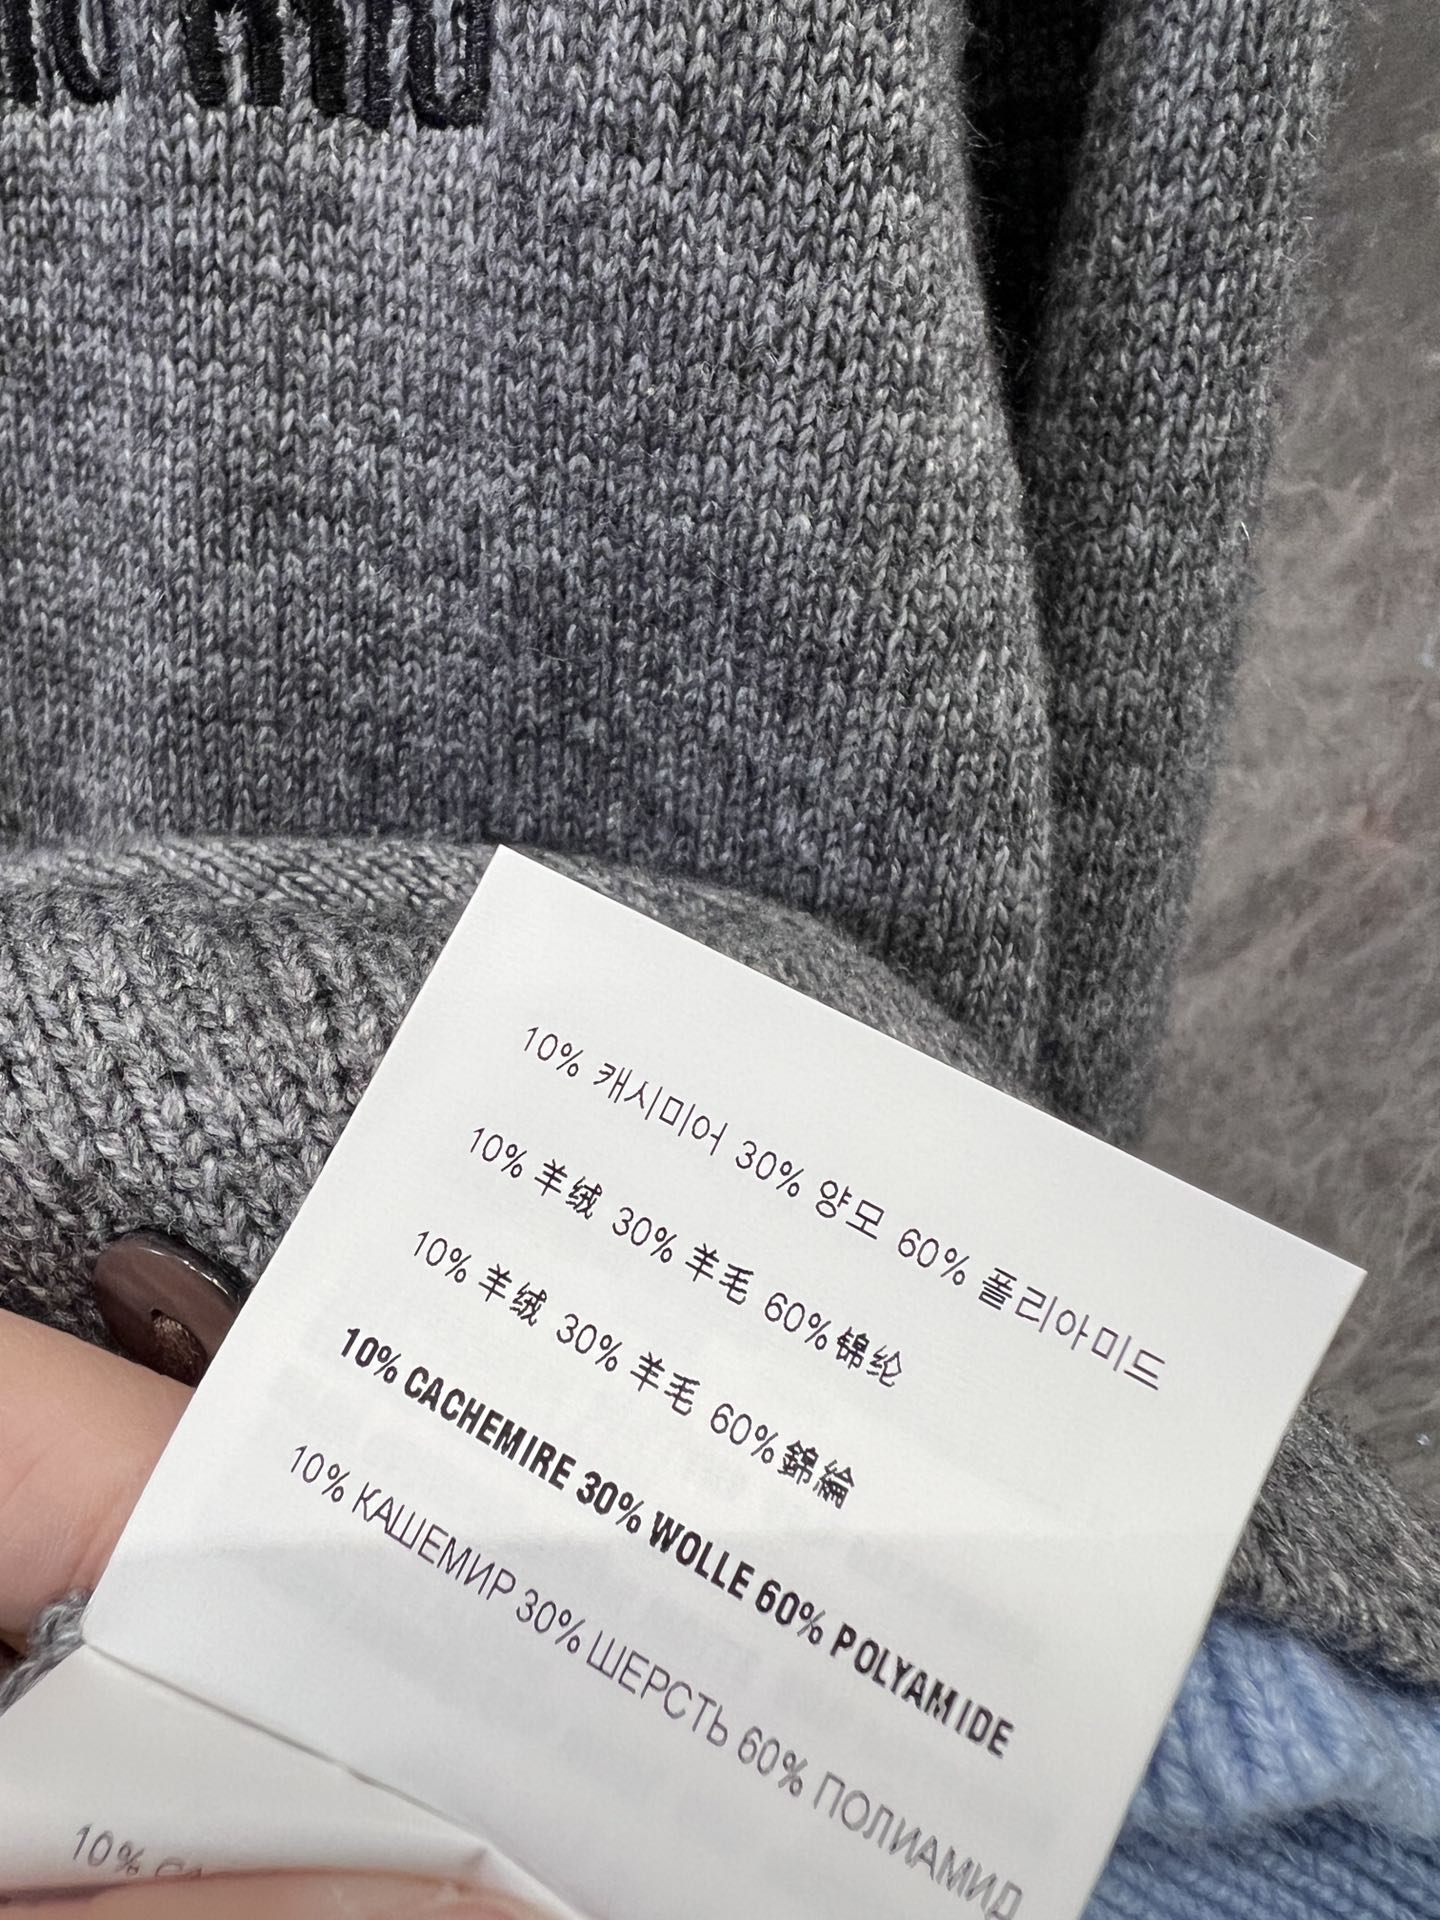 10% 캐시미어 30% 양모 60% 폴리아미드
10% 羊绒 30% 羊毛 60%锦纶
10% 羊绒 30% 羊毛 60%錦綸
10% CACHEMIRE 30% WOLLE 60% POLYAMIDE
10% КАШЕМИР 30% ШЕРСТЬ 60% ПОЛИАМИД
10%